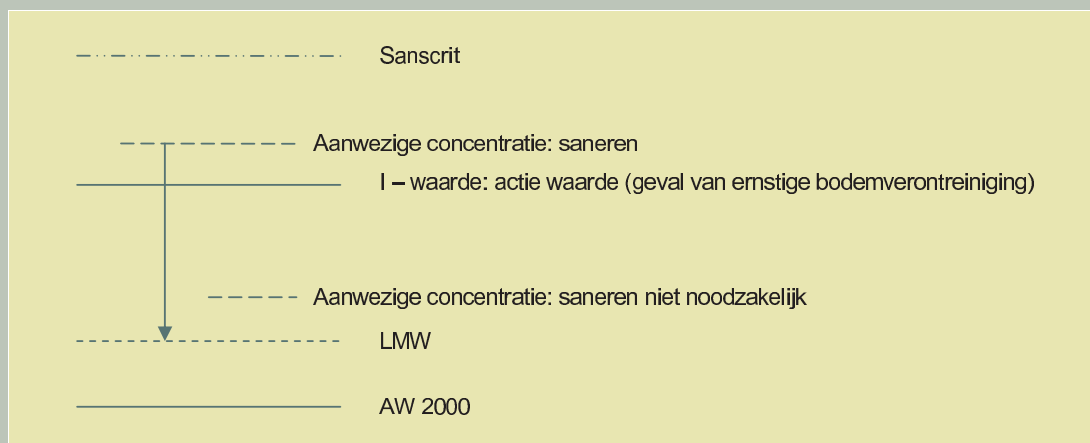 Sanscrit
Aanwezige concentratie: saneren
I – waarde: actie waarde (geval van ernstige bodemverontreiniging)
Aanwezige concentratie: saneren niet noodzakelijk
LMW
AW 2000